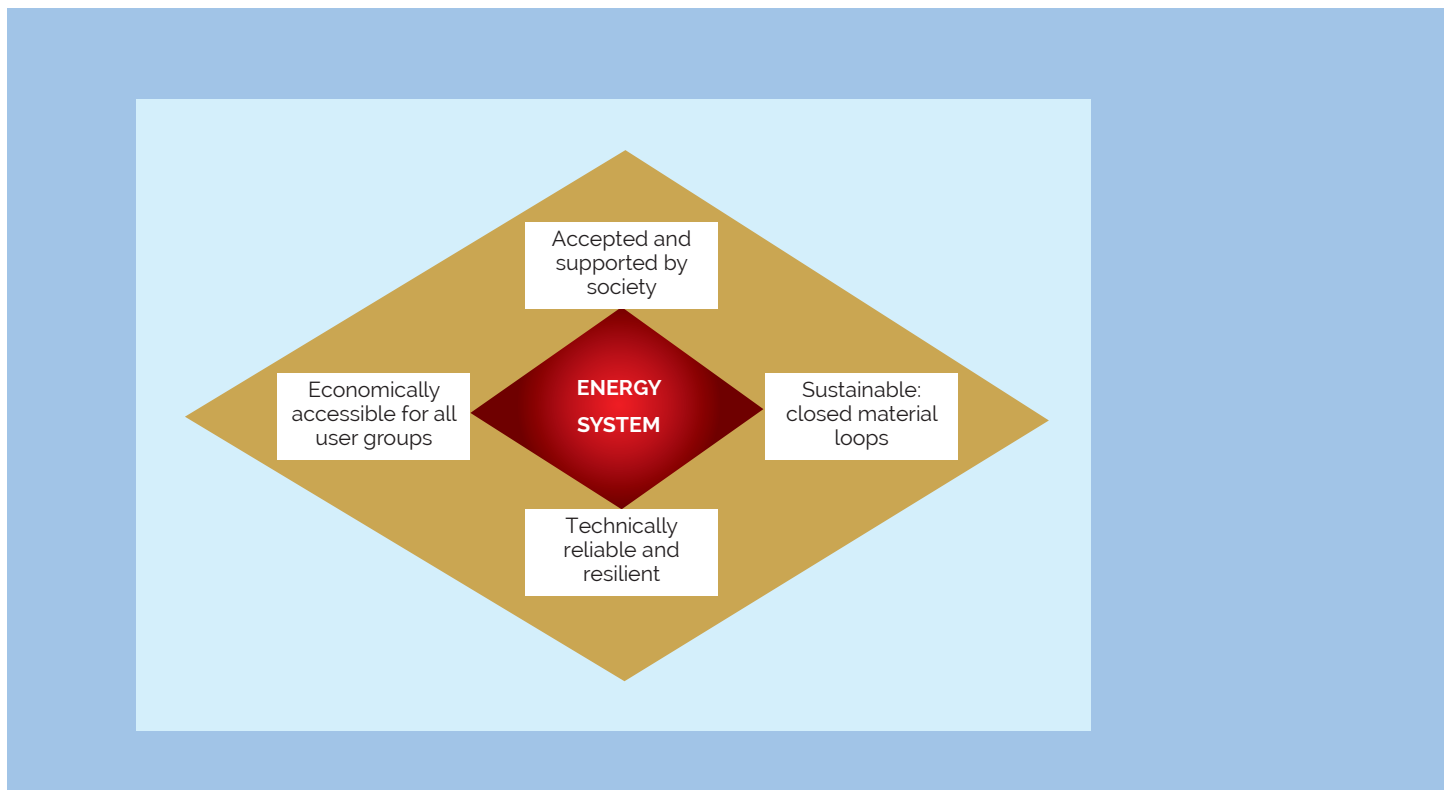 Accepted and
supported by
society
Economically
accessible for all
user groups
ENERGY
SYSTEM
Sustainable:
closed material
loops
Technically
reliable and
resilient